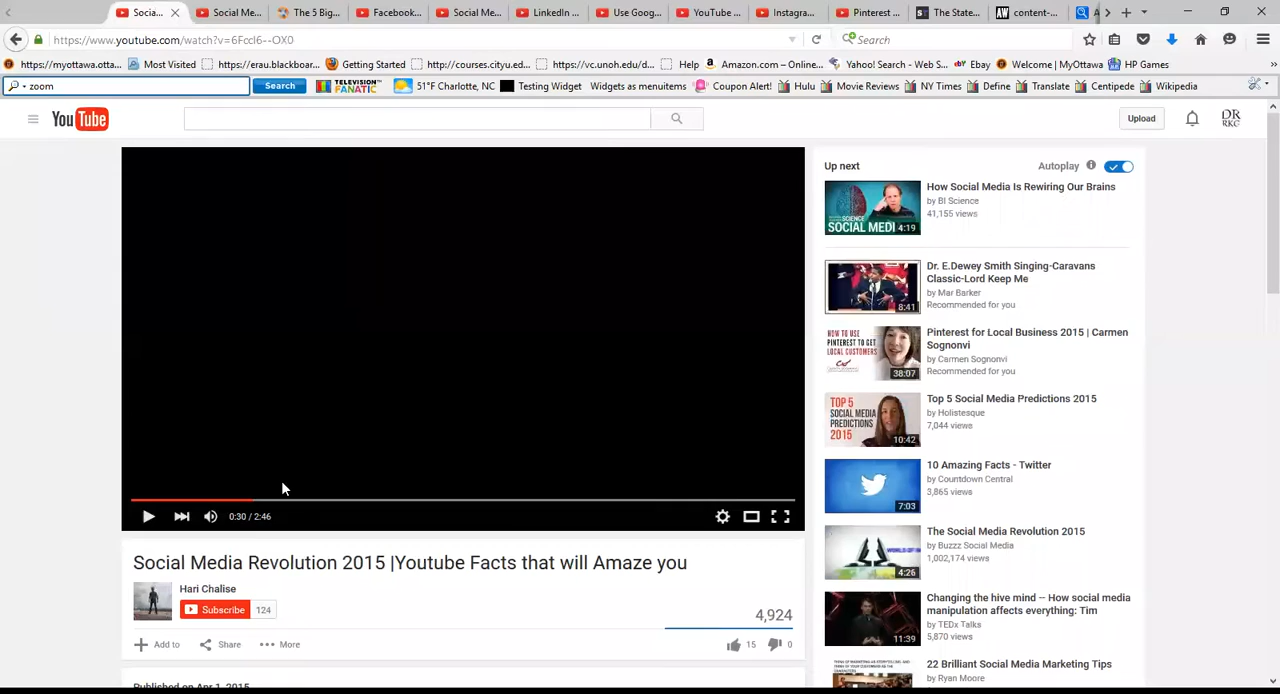 Socia... Social Me... The 5 Big... Facebook... Social Me... LinkedIn ... Use Goog... YouTube ... Instagra... Pinterest ... The State... content-...
https://www.youtube.com/watch?v=6FccI6--OX0 Search
https://myottawa.otta... Most Visited https://erau.blackboar... Getting Started http://courses.cityu.ed... https://vc.unoh.edu/d... Help Amazon.com – Online... Yahoo! Search - Web S... Ebay Welcome | MyOttawa HP Games
zoom Search TELEVISION FANATIC 51°F Charlotte, NC Testing Widget Widgets as menuitems Coupon Alert! Hulu Movie Reviews NY Times Define Translate Centipede Wikipedia
YouTube Upload DR RKC
Up next Autoplay
How Social Media Is Rewiring Our Brains
by BI Science
41,155 views
SCIENCE
SOCIAL MEDI 4:19
Dr. E.Dewey Smith Singing-Caravans
Classic-Lord Keep Me
by Mar Barker
Recommended for you
8:41
Pinterest for Local Business 2015 | Carmen
Sognonvi
by Carmen Sognonvi
Recommended for you
HOW TO USE
PINTEREST TO GET
LOCAL CUSTOMERS
38:07
Top 5 Social Media Predictions 2015
by Holistesque
7,044 views
TOP 5
SOCIAL MEDIA
PREDICTIONS
2015
10:42
10 Amazing Facts - Twitter
by Countdown Central
3,865 views
7:03
The Social Media Revolution 2015
by Buzzz Social Media
1,002,174 views
4:26
Changing the hive mind -- How social media
manipulation affects everything: Tim
by TEDx Talks
5,870 views
11:39
22 Brilliant Social Media Marketing Tips
by Ryan Moore
0:30 / 2:46
Social Media Revolution 2015 |Youtube Facts that will Amaze you
Hari Chalise
Subscribe 124
4,924
Add to Share More 15 0
Published on Apr 1, 2015